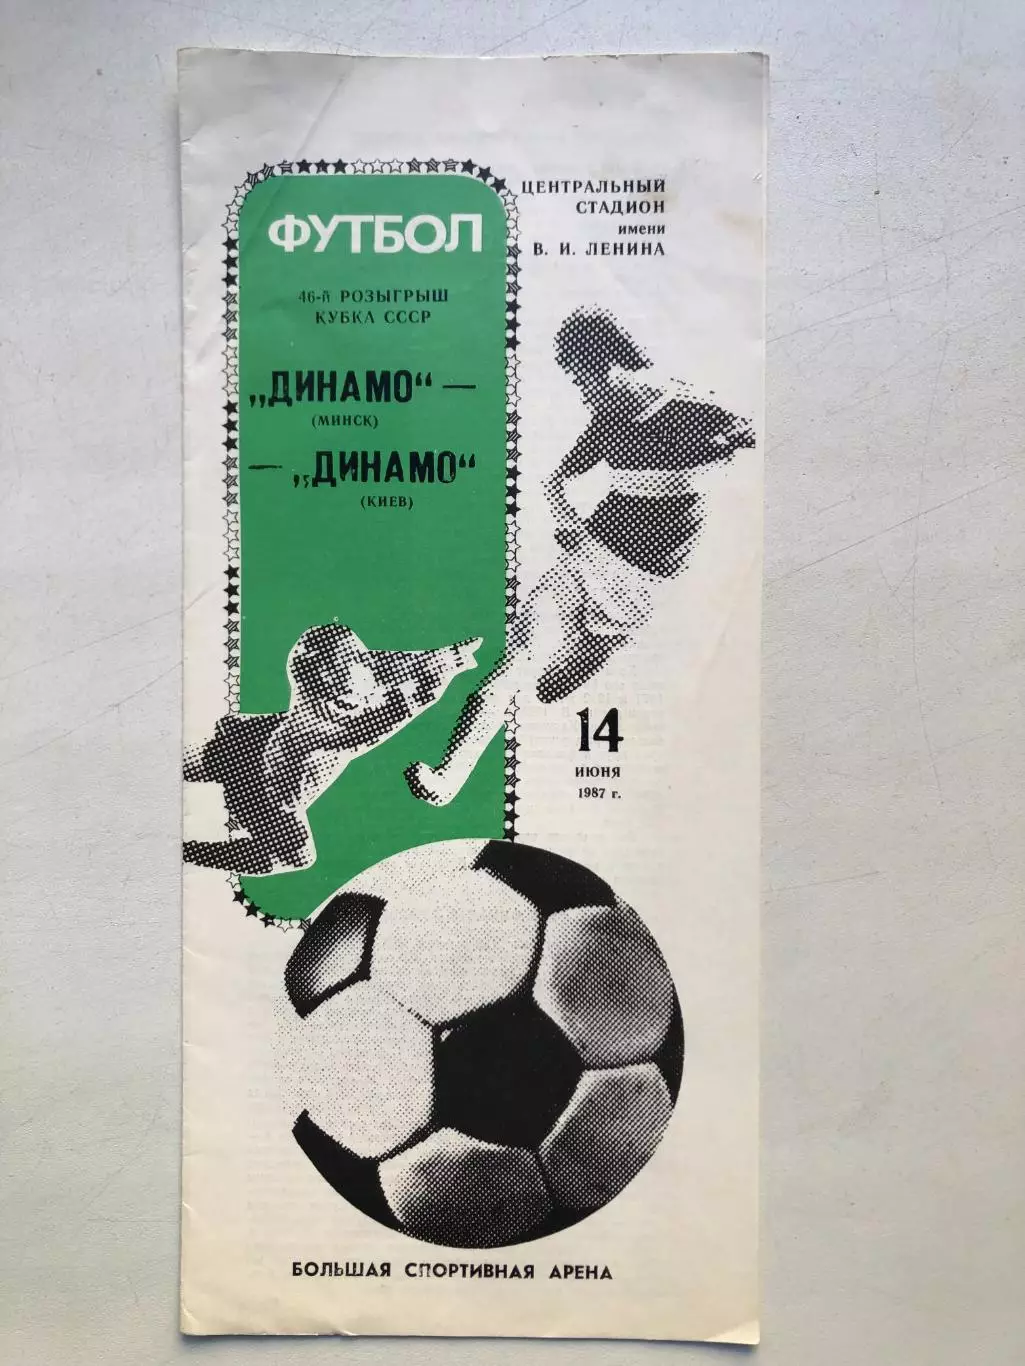 ФУТБОЛ
46-й РОЗЫГРЫШ
КУБКА СССР
„ДИНАМО“ —
(МИНСК)
— „ДИНАМО“
(КИЕВ)
ЦЕНТРАЛЬНЫЙ
СТАДИОН
имени
В. И. ЛЕНИНА
14
ИЮНЯ
1987 г.
БОЛЬШАЯ СПОРТИВНАЯ АРЕНА